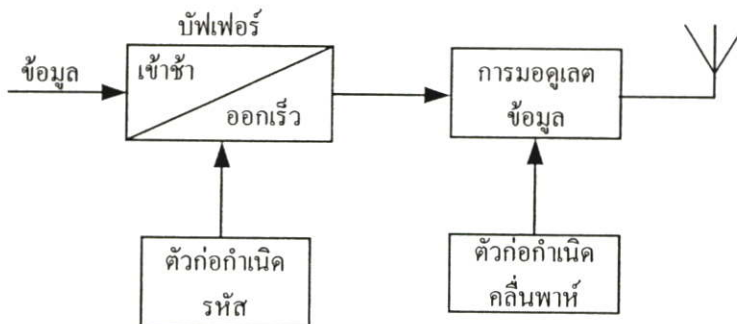 บัฟเฟอร์
ข้อมูล
เข้าช้า
ออกเร็ว
การมอดูเลต
ข้อมูล
ตัวก่อกำเนิด
รหัส
ตัวก่อกำเนิด
คลื่นพาห์